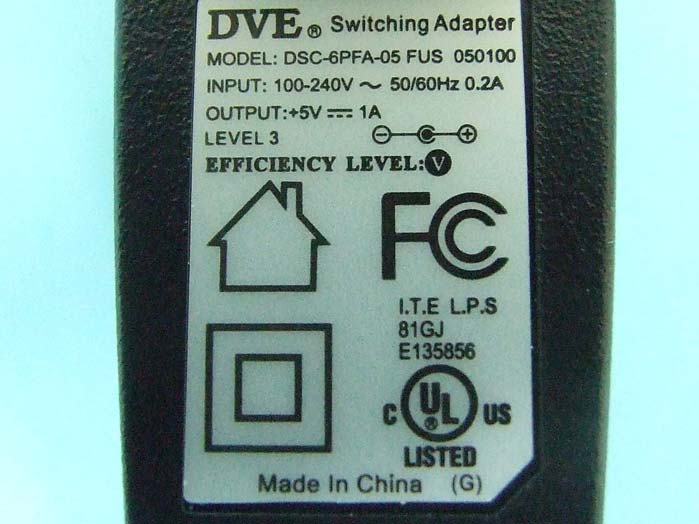 DVE® Switching Adapter
MODEL: DSC-6PFA-05 FUS 050100
INPUT: 100-240V ~ 50/60Hz 0.2A
OUTPUT:+5V ⎓ 1A
LEVEL 3
EFFICIENCY LEVEL:V
FC
I.T.E L.P.S
81GJ
E135856
C UL® US
LISTED
Made In China (G)